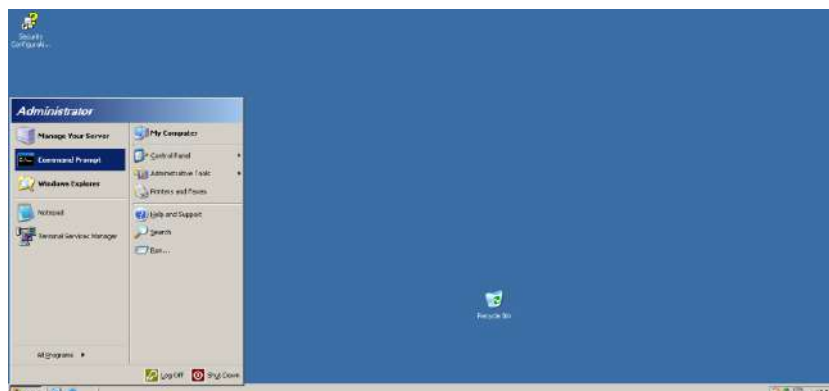 Security
Configurati...
Administrator
Manage Your Server
Command Prompt
Windows Explorer
Notepad
Terminal Services Manager
All Programs
My Computer
Control Panel
Administrative Tools
Printers and Faxes
Help and Support
Search
Run...
Log Off
Shut Down
Recycle Bin